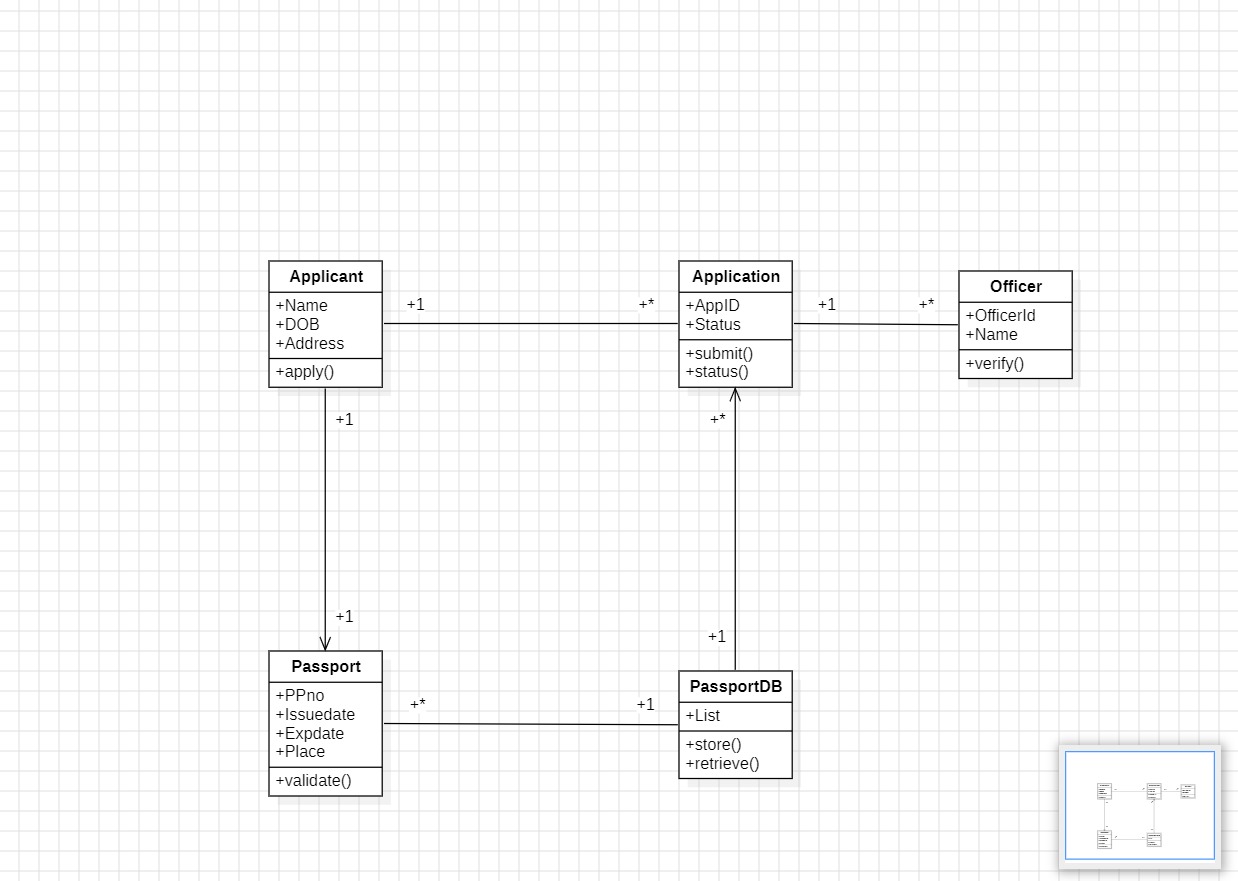 Applicant
+Name
+DOB
+Address
+apply()
+1
+*
Application
+AppID
+Status
+submit()
+status()
+1
+*
Officer
+OfficerId
+Name
+verify()
+1
+*
+1
+1
Passport
+PPno
+Issuedate
+Expdate
+Place
+validate()
+*
+1
PassportDB
+List
+store()
+retrieve()